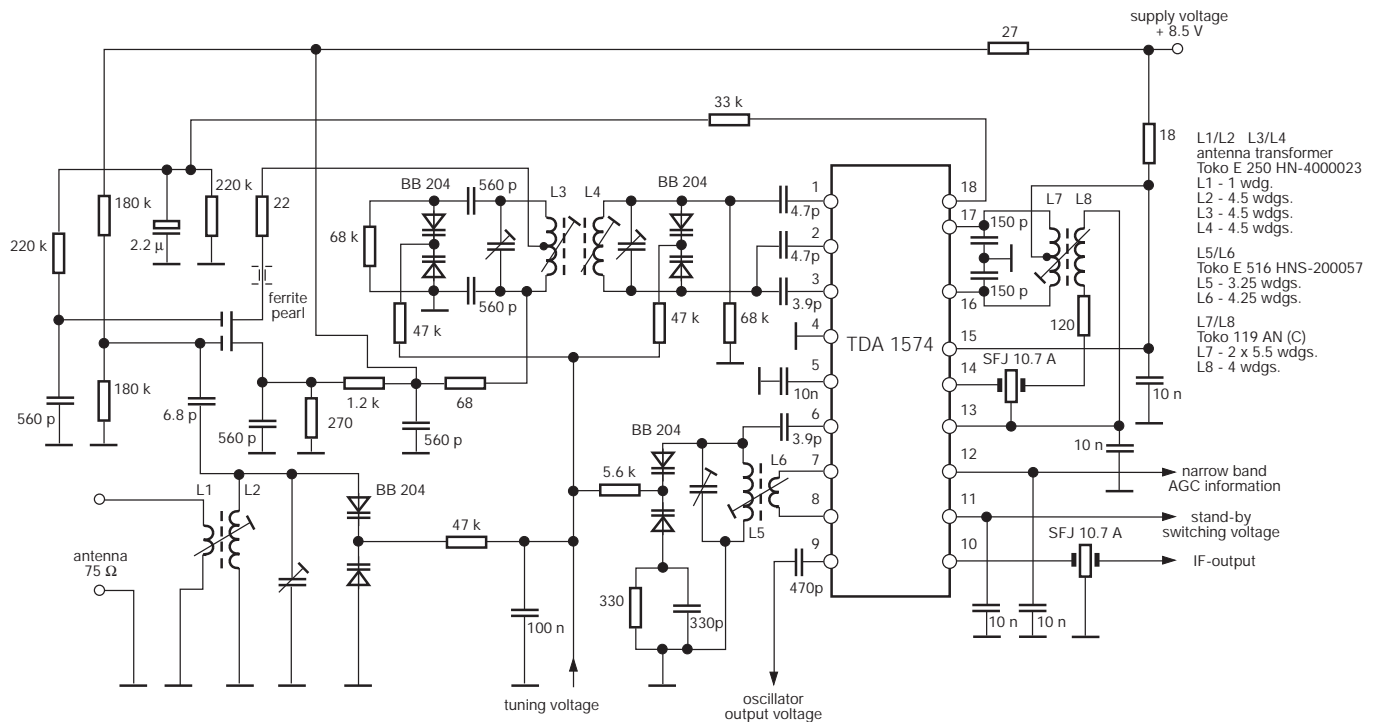 supply voltage
+ 8.5 V
27
33 k
18
L1/L2 L3/L4
antenna transformer
Toko E 250 HN-4000023
L1 - 1 wdg.
L2 - 4.5 wdgs.
L3 - 4.5 wdgs.
L4 - 4.5 wdgs.
L5/L6
Toko E 516 HNS-200057
L5 - 3.25 wdgs.
L6 - 4.25 wdgs.
L7/L8
Toko 119 AN (C)
L7 - 2 x 5.5 wdgs.
L8 - 4 wdgs.
180 k
220 k
2.2 µ
220 k
22
ferrite
pearl
BB 204
560 p
L3
L4
BB 204
68 k
560 p
47 k
47 k
68 k
1
4.7p
2
4.7p
3
3.9p
4
5
10n
6
3.9p
7
8
9
470p
TDA 1574
18
17
150 p
L7
L8
150 p
16
120
15
SFJ 10.7 A
14
10 n
13
10 n
12
narrow band
AGC information
11
stand-by
switching voltage
SFJ 10.7 A
10
IF-output
10 n
10 n
560 p
180 k
6.8 p
560 p
270
1.2 k
68
560 p
BB 204
5.6 k
L6
L5
330
330p
L1
L2
BB 204
47 k
antenna
75 Ω
100 n
tuning voltage
oscillator
output voltage